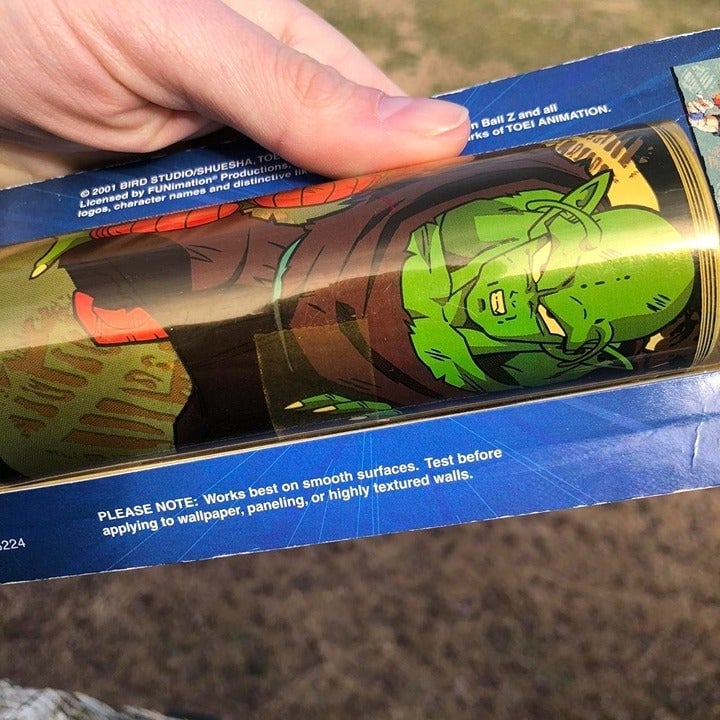 © 2001 BIRD STUDIO/SHUESHA, TOE
n Ball Z and all
Licensed by FUNimation® Productions
rks of TOEI ANIMATION.
logos, character names and distinctive
PLEASE NOTE: Works best on smooth surfaces. Test before
applying to wallpaper, paneling, or highly textured walls.
5224